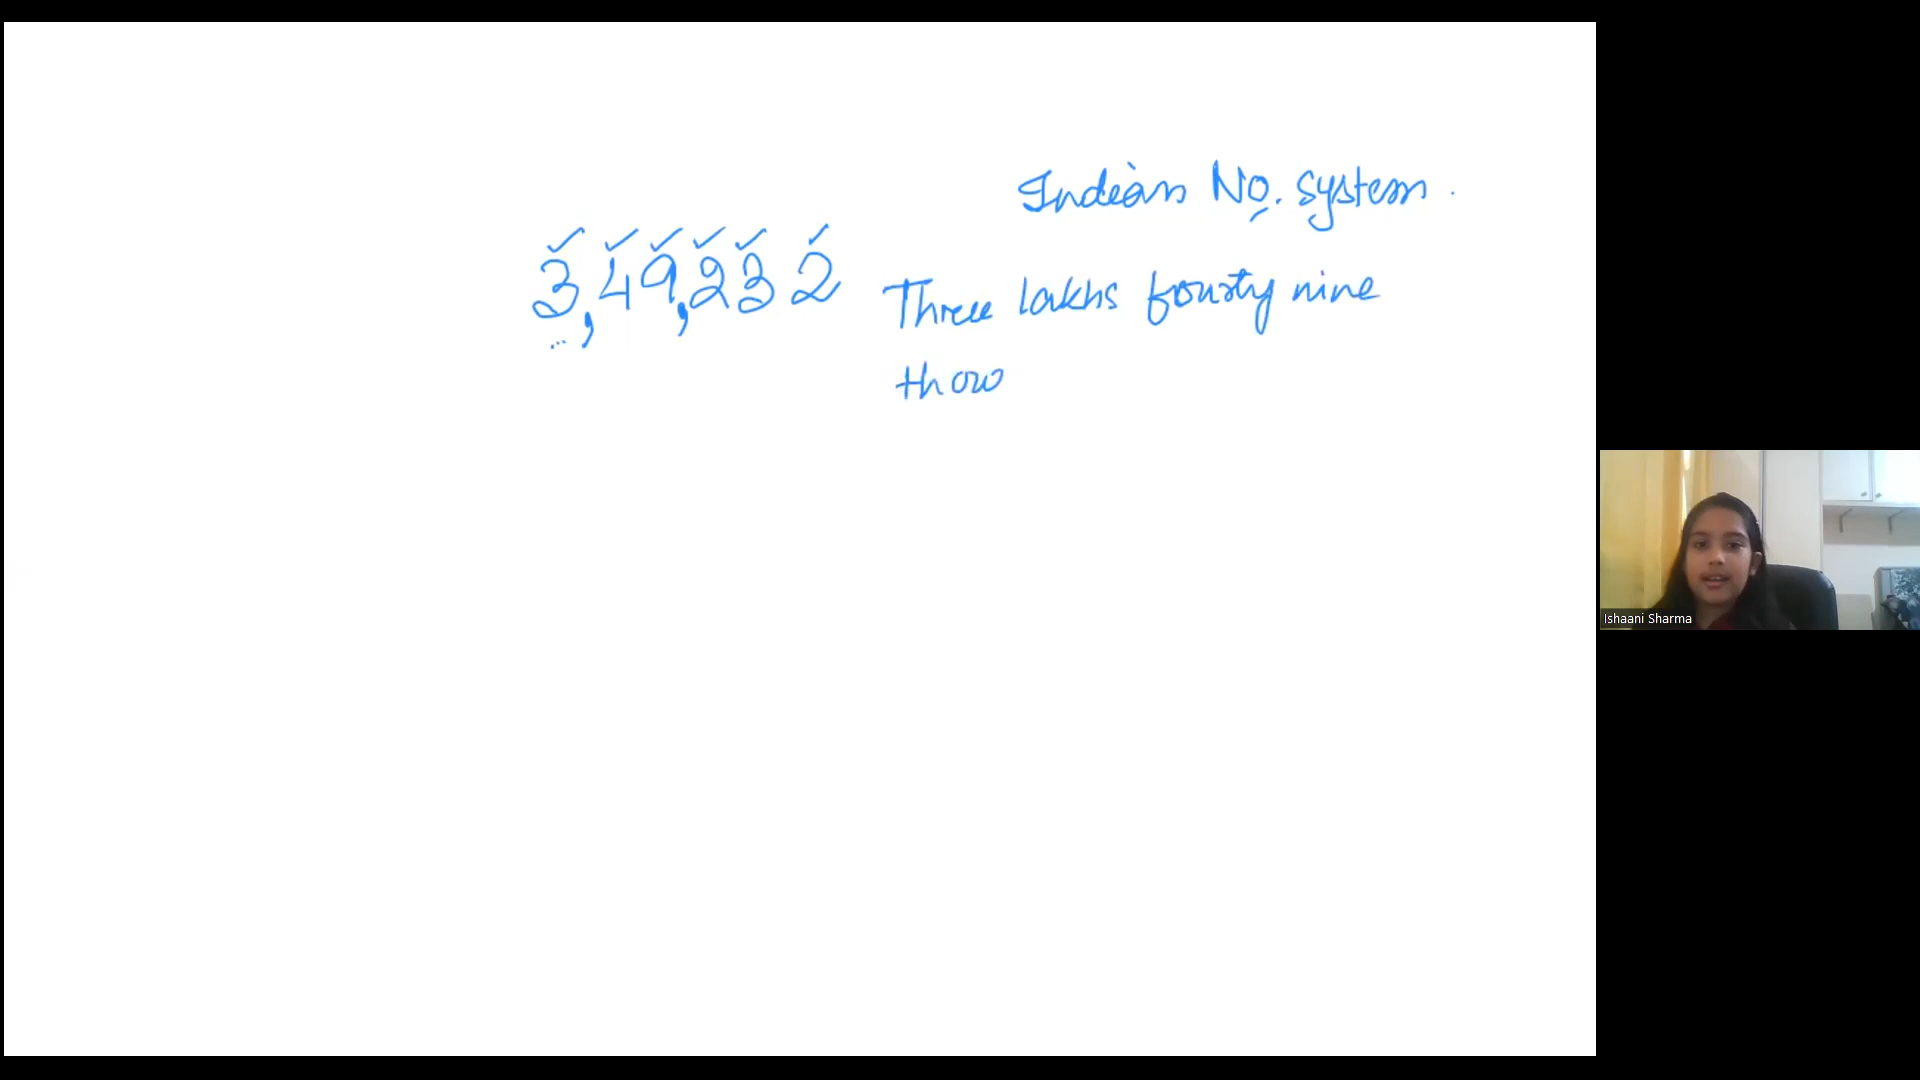 Indian No. system.
3,49,232 Three lakhs fourty nine
thou
Ishaani Sharma